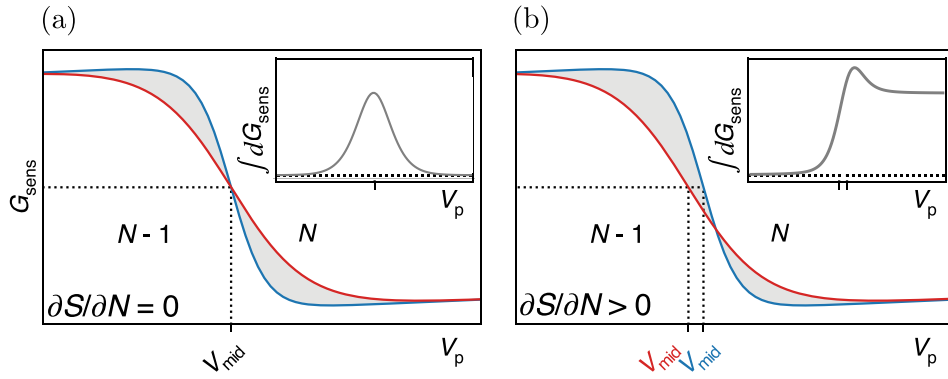 (a)
G_sens
N - 1
N
∂S/∂N = 0
V_mid
V_p
∫dG_sens
V_p
(b)
N - 1
N
∂S/∂N > 0
V_mid V_mid
V_p
∫dG_sens
V_p